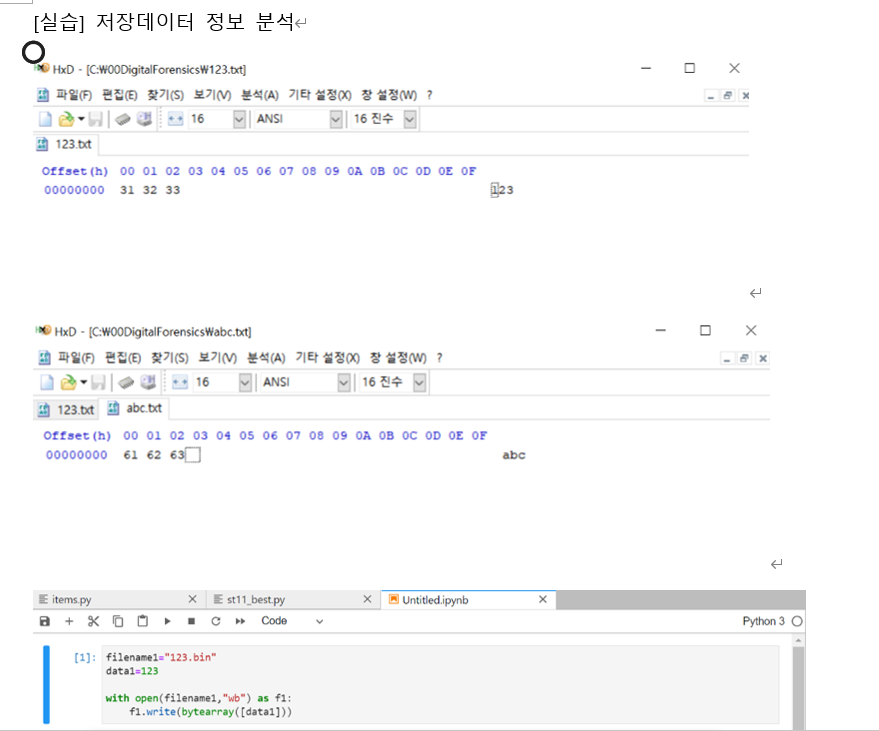 [실습] 저장데이터 정보 분석↵
HxD - [C:₩00DigitalForensics₩123.txt]
파일(F) 편집(E) 찾기(S) 보기(V) 분석(A) 기타 설정(X) 창 설정(W) ?
16 ANSI 16 진수
123.txt
Offset(h) 00 01 02 03 04 05 06 07 08 09 0A 0B 0C 0D 0E 0F
00000000 31 32 33 123
↵
HxD - [C:₩00DigitalForensics₩abc.txt]
파일(F) 편집(E) 찾기(S) 보기(V) 분석(A) 기타 설정(X) 창 설정(W) ?
16 ANSI 16 진수
123.txt abc.txt
Offset(h) 00 01 02 03 04 05 06 07 08 09 0A 0B 0C 0D 0E 0F
00000000 61 62 63 abc
↵
items.py st11_best.py Untitled.ipynb
Code Python 3
[1]: filename1="123.bin"
data1=123
with open(filename1,"wb") as f1:
f1.write(bytearray([data1]))